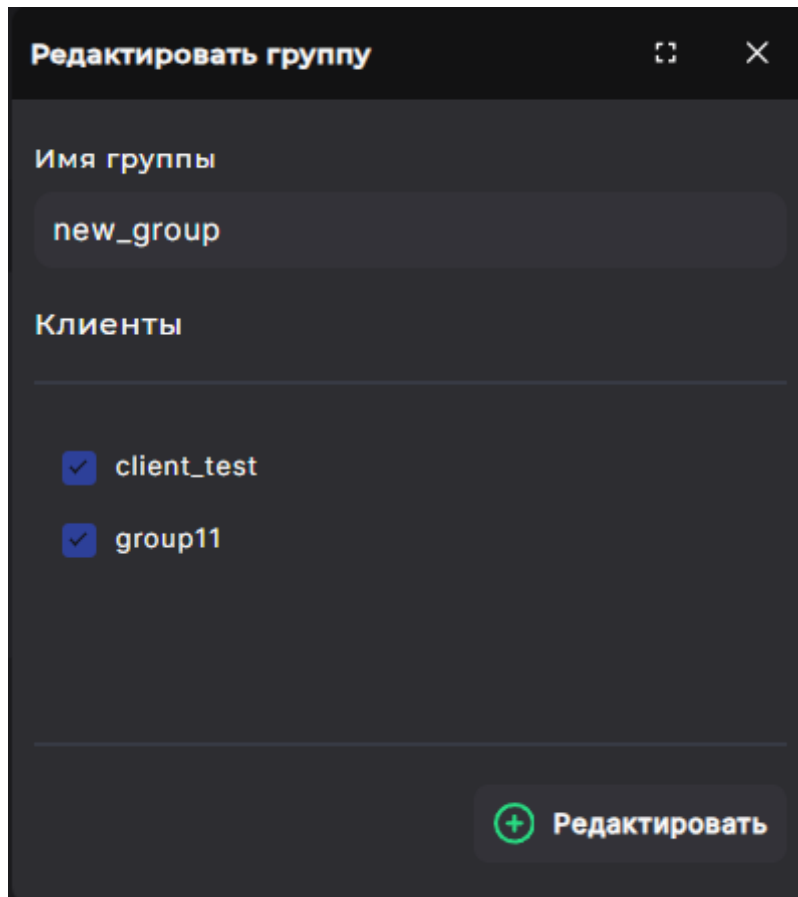 Редактировать группу
Имя группы
new_group
Клиенты
client_test
group11
Редактировать